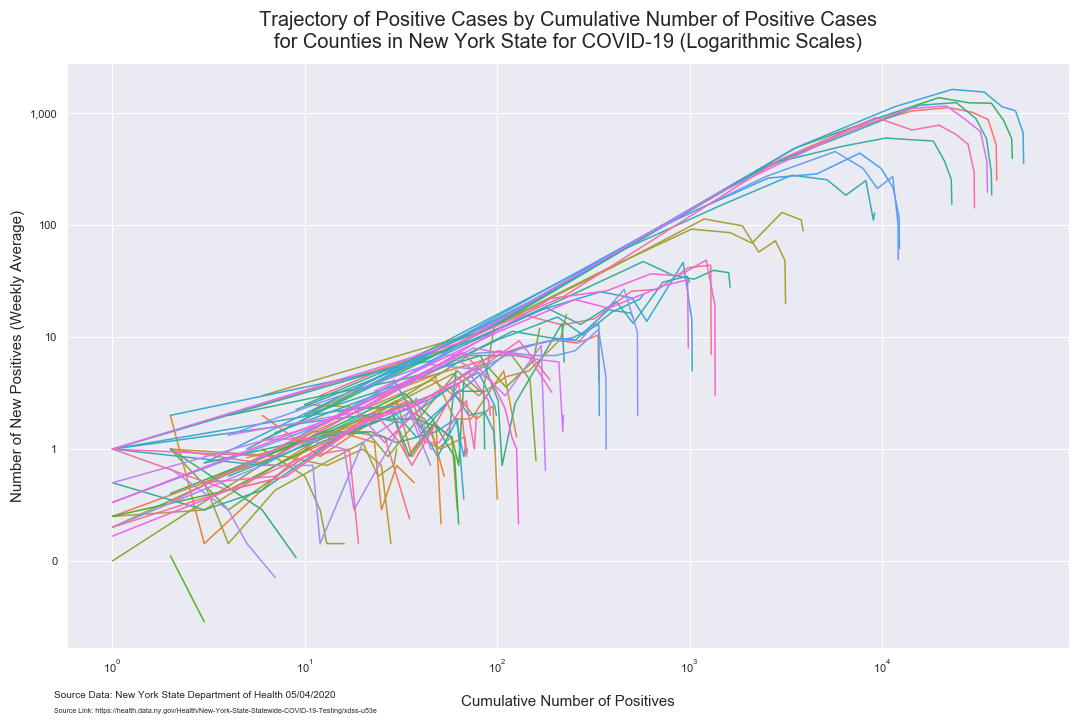 Trajectory of Positive Cases by Cumulative Number of Positive Cases
for Counties in New York State for COVID-19 (Logarithmic Scales)
Number of New Positives (Weekly Average)
1,000
100
10
1
0
10⁰
10¹
10²
10³
10⁴
Cumulative Number of Positives
Source Data: New York State Department of Health 05/04/2020
Source Link: https://health.data.ny.gov/Health/New-York-State-Statewide-COVID-19-Testing/xdss-u53e